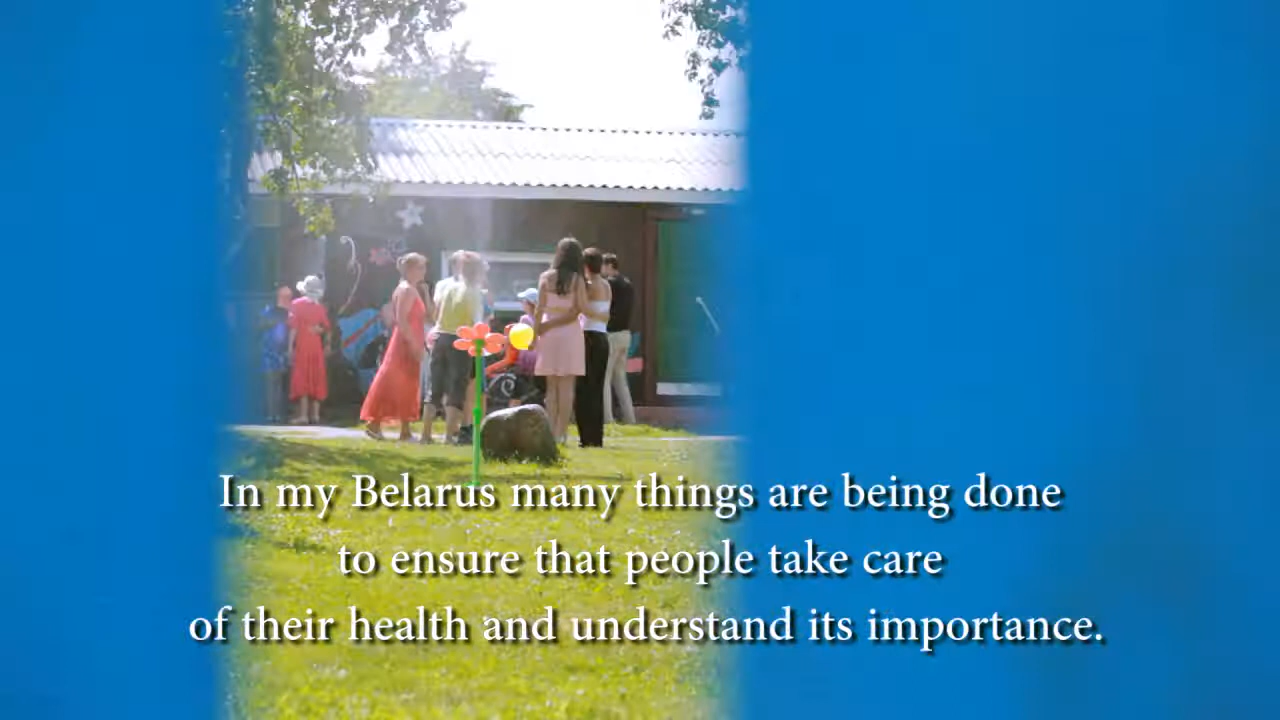 In my Belarus many things are being done
to ensure that people take care
of their health and understand its importance.